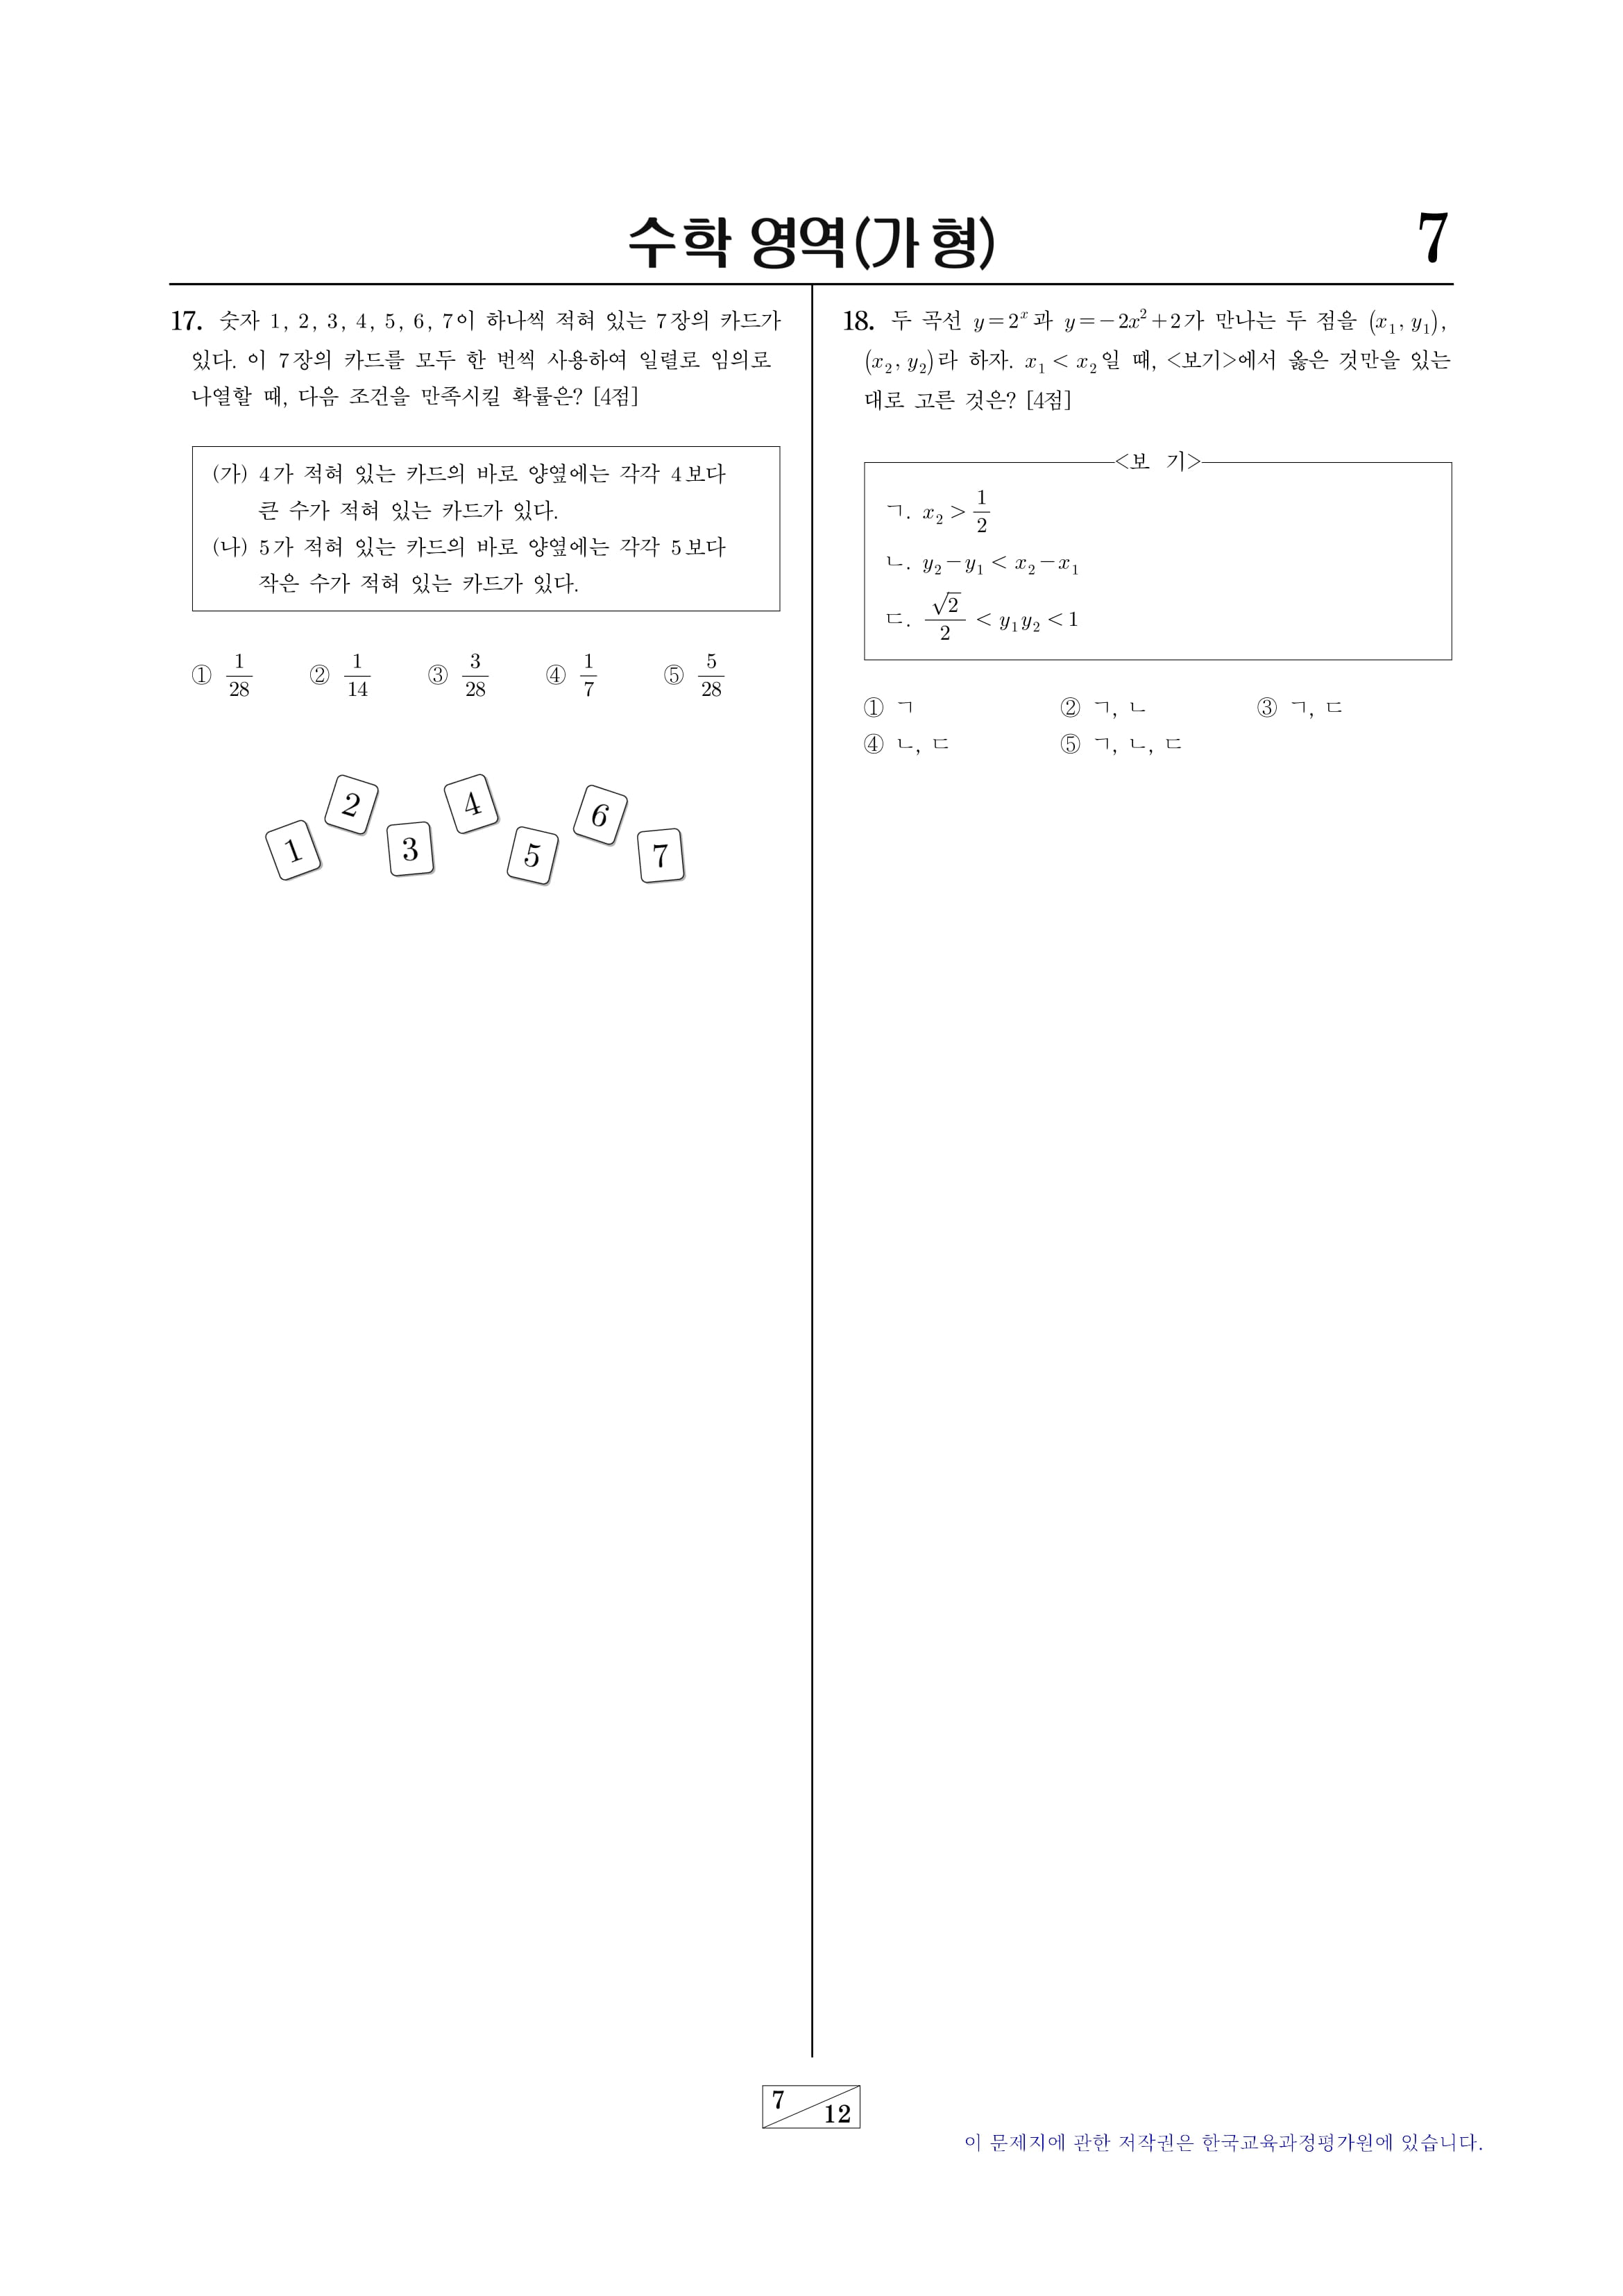 수학 영역(가 형)
7
17. 숫자 1, 2, 3, 4, 5, 6, 7이 하나씩 적혀 있는 7장의 카드가
있다. 이 7장의 카드를 모두 한 번씩 사용하여 일렬로 임의로
나열할 때, 다음 조건을 만족시킬 확률은? [4점]
(가) 4가 적혀 있는 카드의 바로 양옆에는 각각 4보다
큰 수가 적혀 있는 카드가 있다.
(나) 5가 적혀 있는 카드의 바로 양옆에는 각각 5보다
작은 수가 적혀 있는 카드가 있다.
① 1/28 ② 1/14 ③ 3/28 ④ 1/7 ⑤ 5/28
1 2 3 4 5 6 7
18. 두 곡선 y=2^x과 y=-2x^2+2가 만나는 두 점을 (x_1, y_1),
(x_2, y_2)라 하자. x_1 < x_2일 때, <보기>에서 옳은 것만을 있는
대로 고른 것은? [4점]
<보 기>
ㄱ. x_2 > 1/2
ㄴ. y_2-y_1 < x_2-x_1
ㄷ. √2/2 < y_1y_2 < 1
① ㄱ ② ㄱ, ㄴ ③ ㄱ, ㄷ
④ ㄴ, ㄷ ⑤ ㄱ, ㄴ, ㄷ
7 12
이 문제지에 관한 저작권은 한국교육과정평가원에 있습니다.